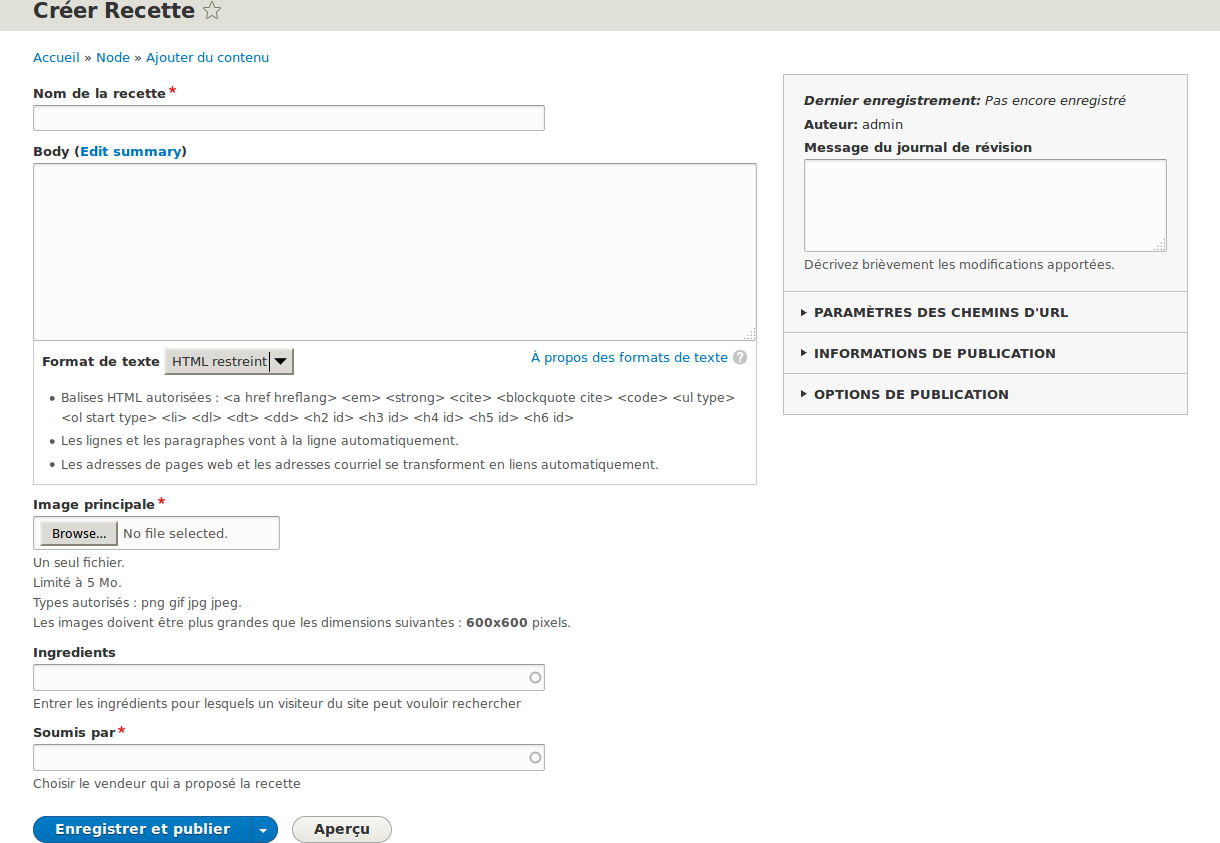 Créer Recette
Accueil » Node » Ajouter du contenu
Nom de la recette*
Body (Edit summary)
Format de texte HTML restreint
À propos des formats de texte ?
• Balises HTML autorisées : <a href hreflang> <em> <strong> <cite> <blockquote cite> <code> <ul type>
<ol start type> <li> <dl> <dt> <dd> <h2 id> <h3 id> <h4 id> <h5 id> <h6 id>
• Les lignes et les paragraphes vont à la ligne automatiquement.
• Les adresses de pages web et les adresses courriel se transforment en liens automatiquement.
Image principale*
Browse... No file selected.
Un seul fichier.
Limité à 5 Mo.
Types autorisés : png gif jpg jpeg.
Les images doivent être plus grandes que les dimensions suivantes : 600x600 pixels.
Ingredients
Entrer les ingrédients pour lesquels un visiteur du site peut vouloir rechercher
Soumis par*
Choisir le vendeur qui a proposé la recette
Enregistrer et publier
Aperçu
Dernier enregistrement: Pas encore enregistré
Auteur: admin
Message du journal de révision
Décrivez brièvement les modifications apportées.
PARAMÈTRES DES CHEMINS D'URL
INFORMATIONS DE PUBLICATION
OPTIONS DE PUBLICATION